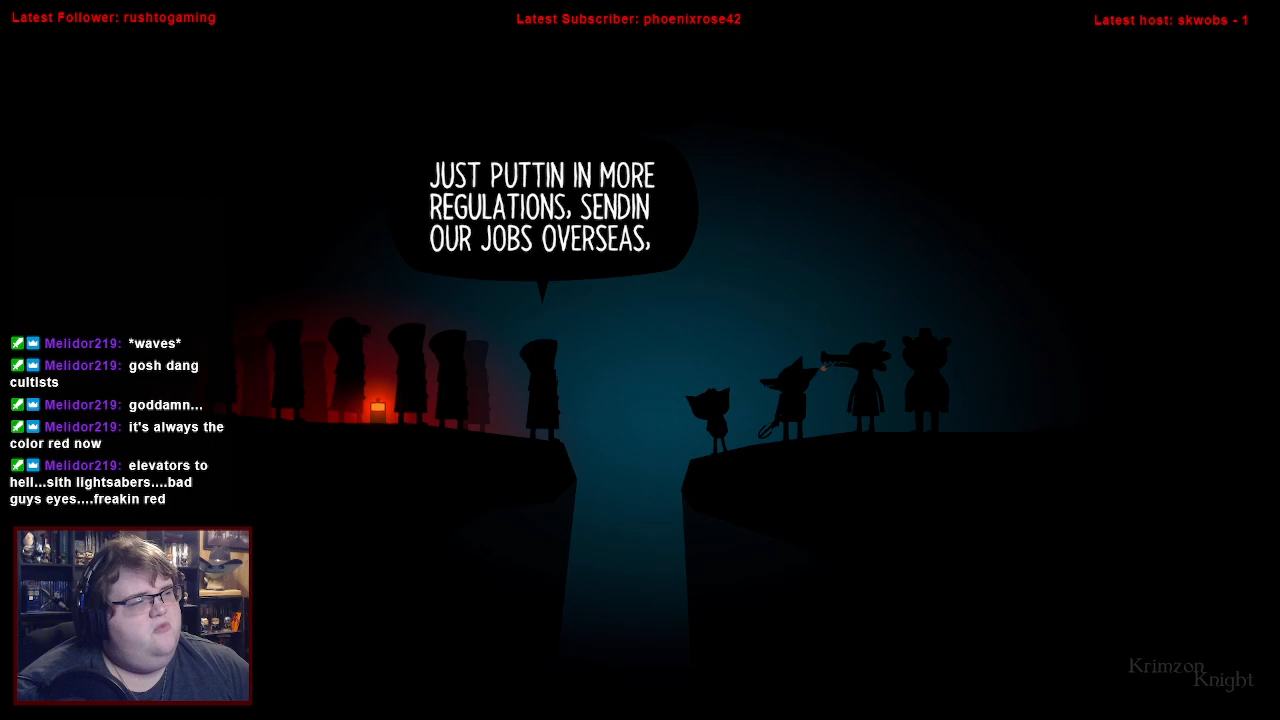 Latest Follower: rushtogaming
Latest Subscriber: phoenixrose42
Latest host: skwobs - 1
JUST PUTTIN IN MORE
REGULATIONS, SENDIN
OUR JOBS OVERSEAS,
Melidor219: *waves*
Melidor219: gosh dang
cultists
Melidor219: goddamn...
Melidor219: it's always the
color red now
Melidor219: elevators to
hell...sith lightsabers....bad
guys eyes....freakin red
Krimzon
Knight